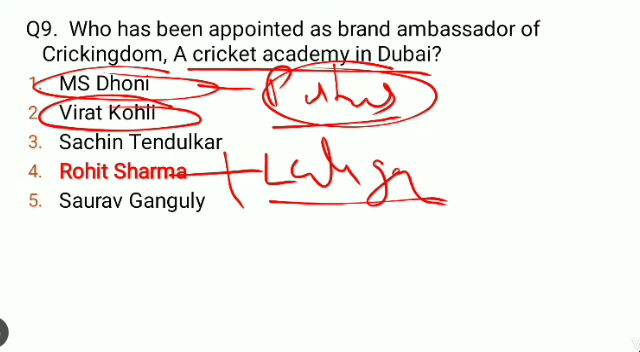 Q9. Who has been appointed as brand ambassador of
Crickingdom, A cricket academy in Dubai?
1. MS Dhoni
2. Virat Kohli
3. Sachin Tendulkar
4. Rohit Sharma
5. Saurav Ganguly